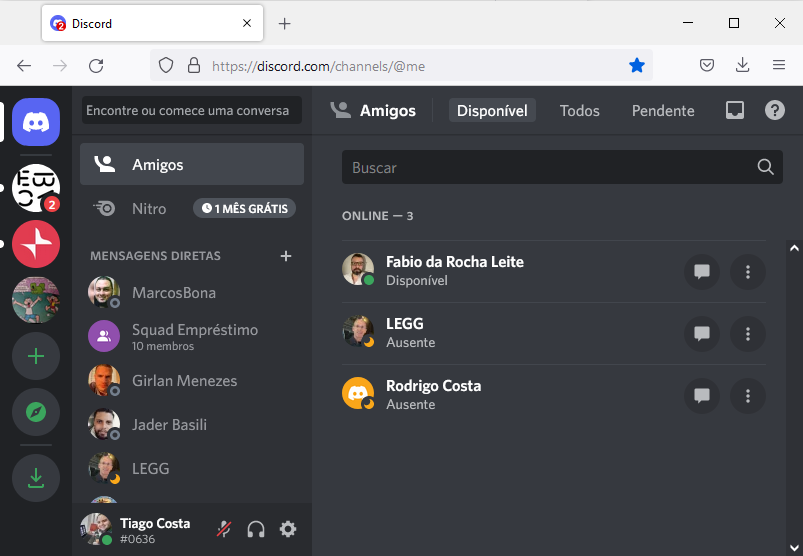 2
Discord
https://discord.com/channels/@me
Encontre ou comece uma conversa
Amigos
Disponível
Todos
Pendente
Amigos
Buscar
2
Nitro
1 MÊS GRÁTIS
ONLINE — 3
MENSAGENS DIRETAS
Fabio da Rocha Leite
Disponível
MarcosBona
LEGG
Ausente
Squad Empréstimo
10 membros
Girlan Menezes
Rodrigo Costa
Ausente
Jader Basili
LEGG
Tiago Costa
#0636